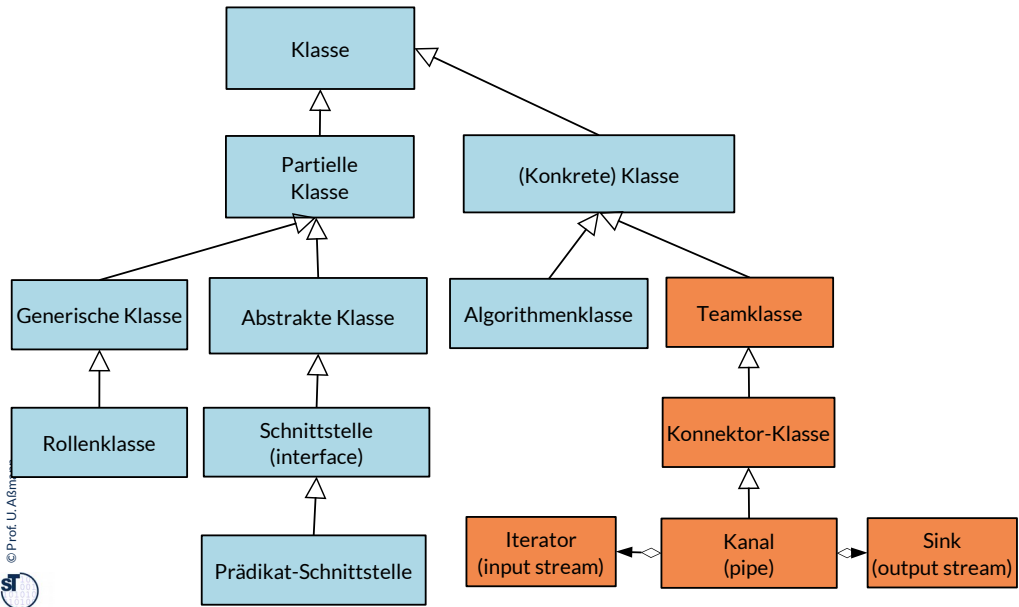 Klasse
Partielle
Klasse
(Konkrete) Klasse
Generische Klasse
Abstrakte Klasse
Algorithmenklasse
Teamklasse
Rollenklasse
Schnittstelle
(interface)
Konnektor-Klasse
Prädikat-Schnittstelle
Iterator
(input stream)
Kanal
(pipe)
Sink
(output stream)
© Prof. U. Aßmann
ST